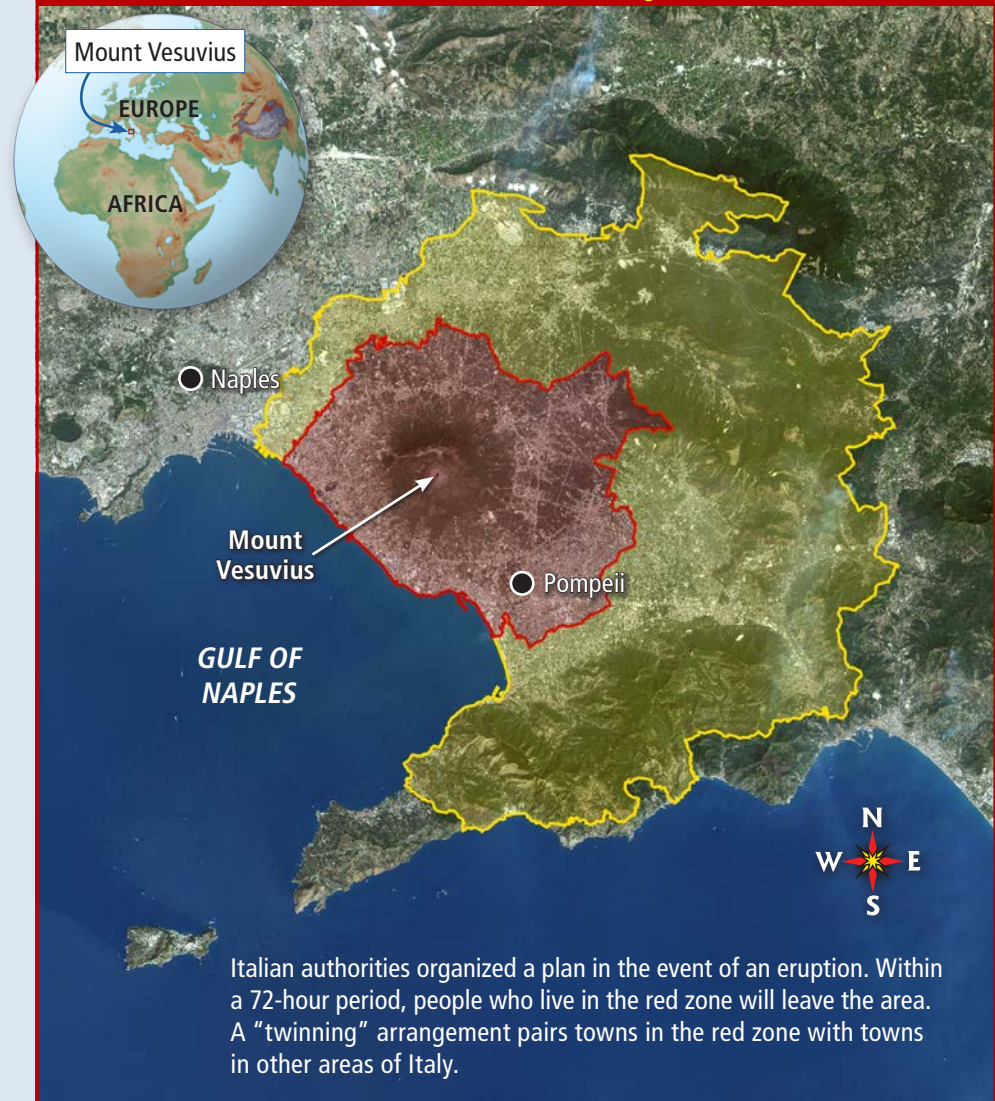 Mount Vesuvius
EUROPE
AFRICA
Naples
Mount
Vesuvius
Pompeii
GULF OF
NAPLES
N
W E
S
Italian authorities organized a plan in the event of an eruption. Within
a 72-hour period, people who live in the red zone will leave the area.
A “twinning” arrangement pairs towns in the red zone with towns
in other areas of Italy.